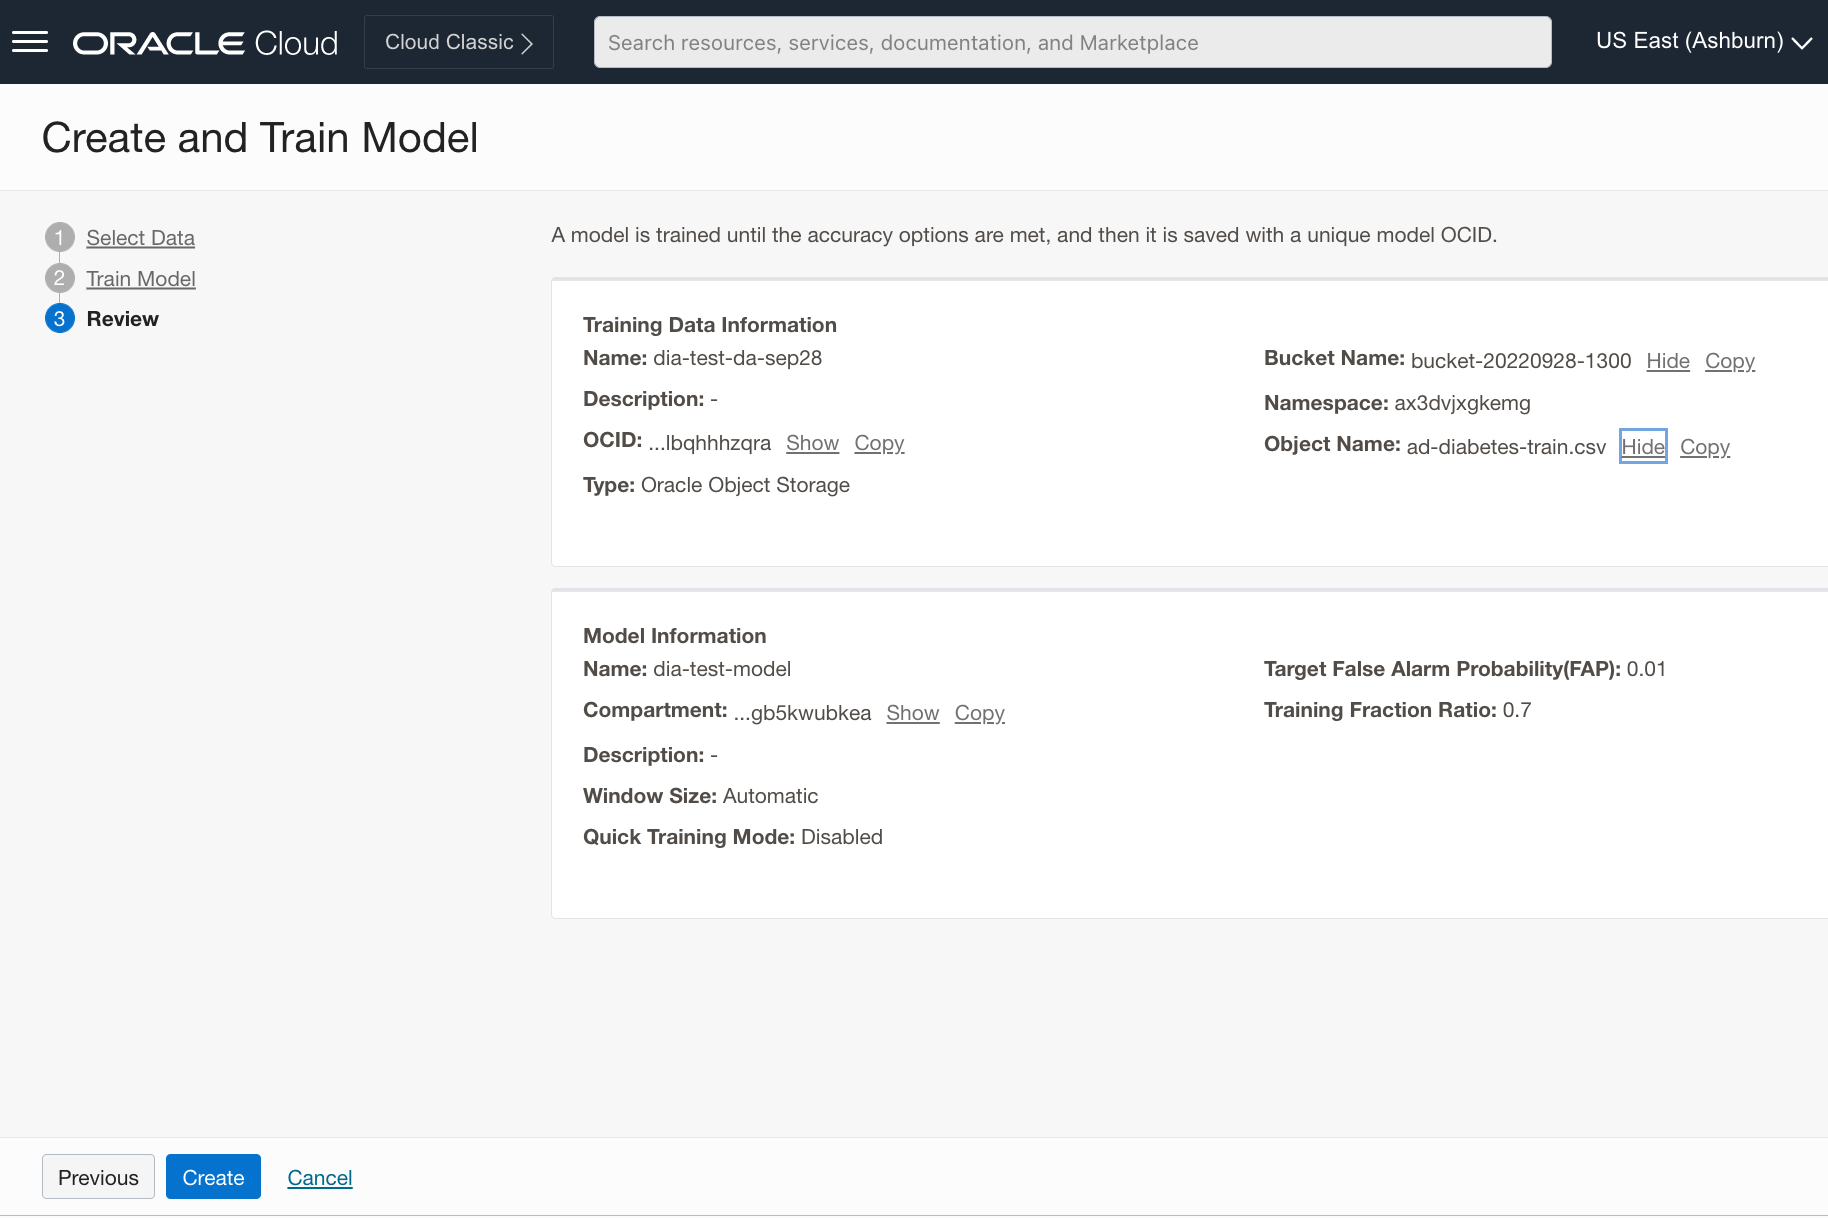 ORACLE Cloud
Cloud Classic
Search resources, services, documentation, and Marketplace
US East (Ashburn)
Create and Train Model
1 Select Data
2 Train Model
3 Review
A model is trained until the accuracy options are met, and then it is saved with a unique model OCID.
Training Data Information
Name: dia-test-da-sep28
Description: -
OCID: ...lbqhhhzqra Show Copy
Type: Oracle Object Storage
Bucket Name: bucket-20220928-1300 Hide Copy
Namespace: ax3dvjxgkemg
Object Name: ad-diabetes-train.csv Hide Copy
Model Information
Name: dia-test-model
Compartment: ...gb5kwubkea Show Copy
Description: -
Window Size: Automatic
Quick Training Mode: Disabled
Target False Alarm Probability(FAP): 0.01
Training Fraction Ratio: 0.7
Previous
Create
Cancel